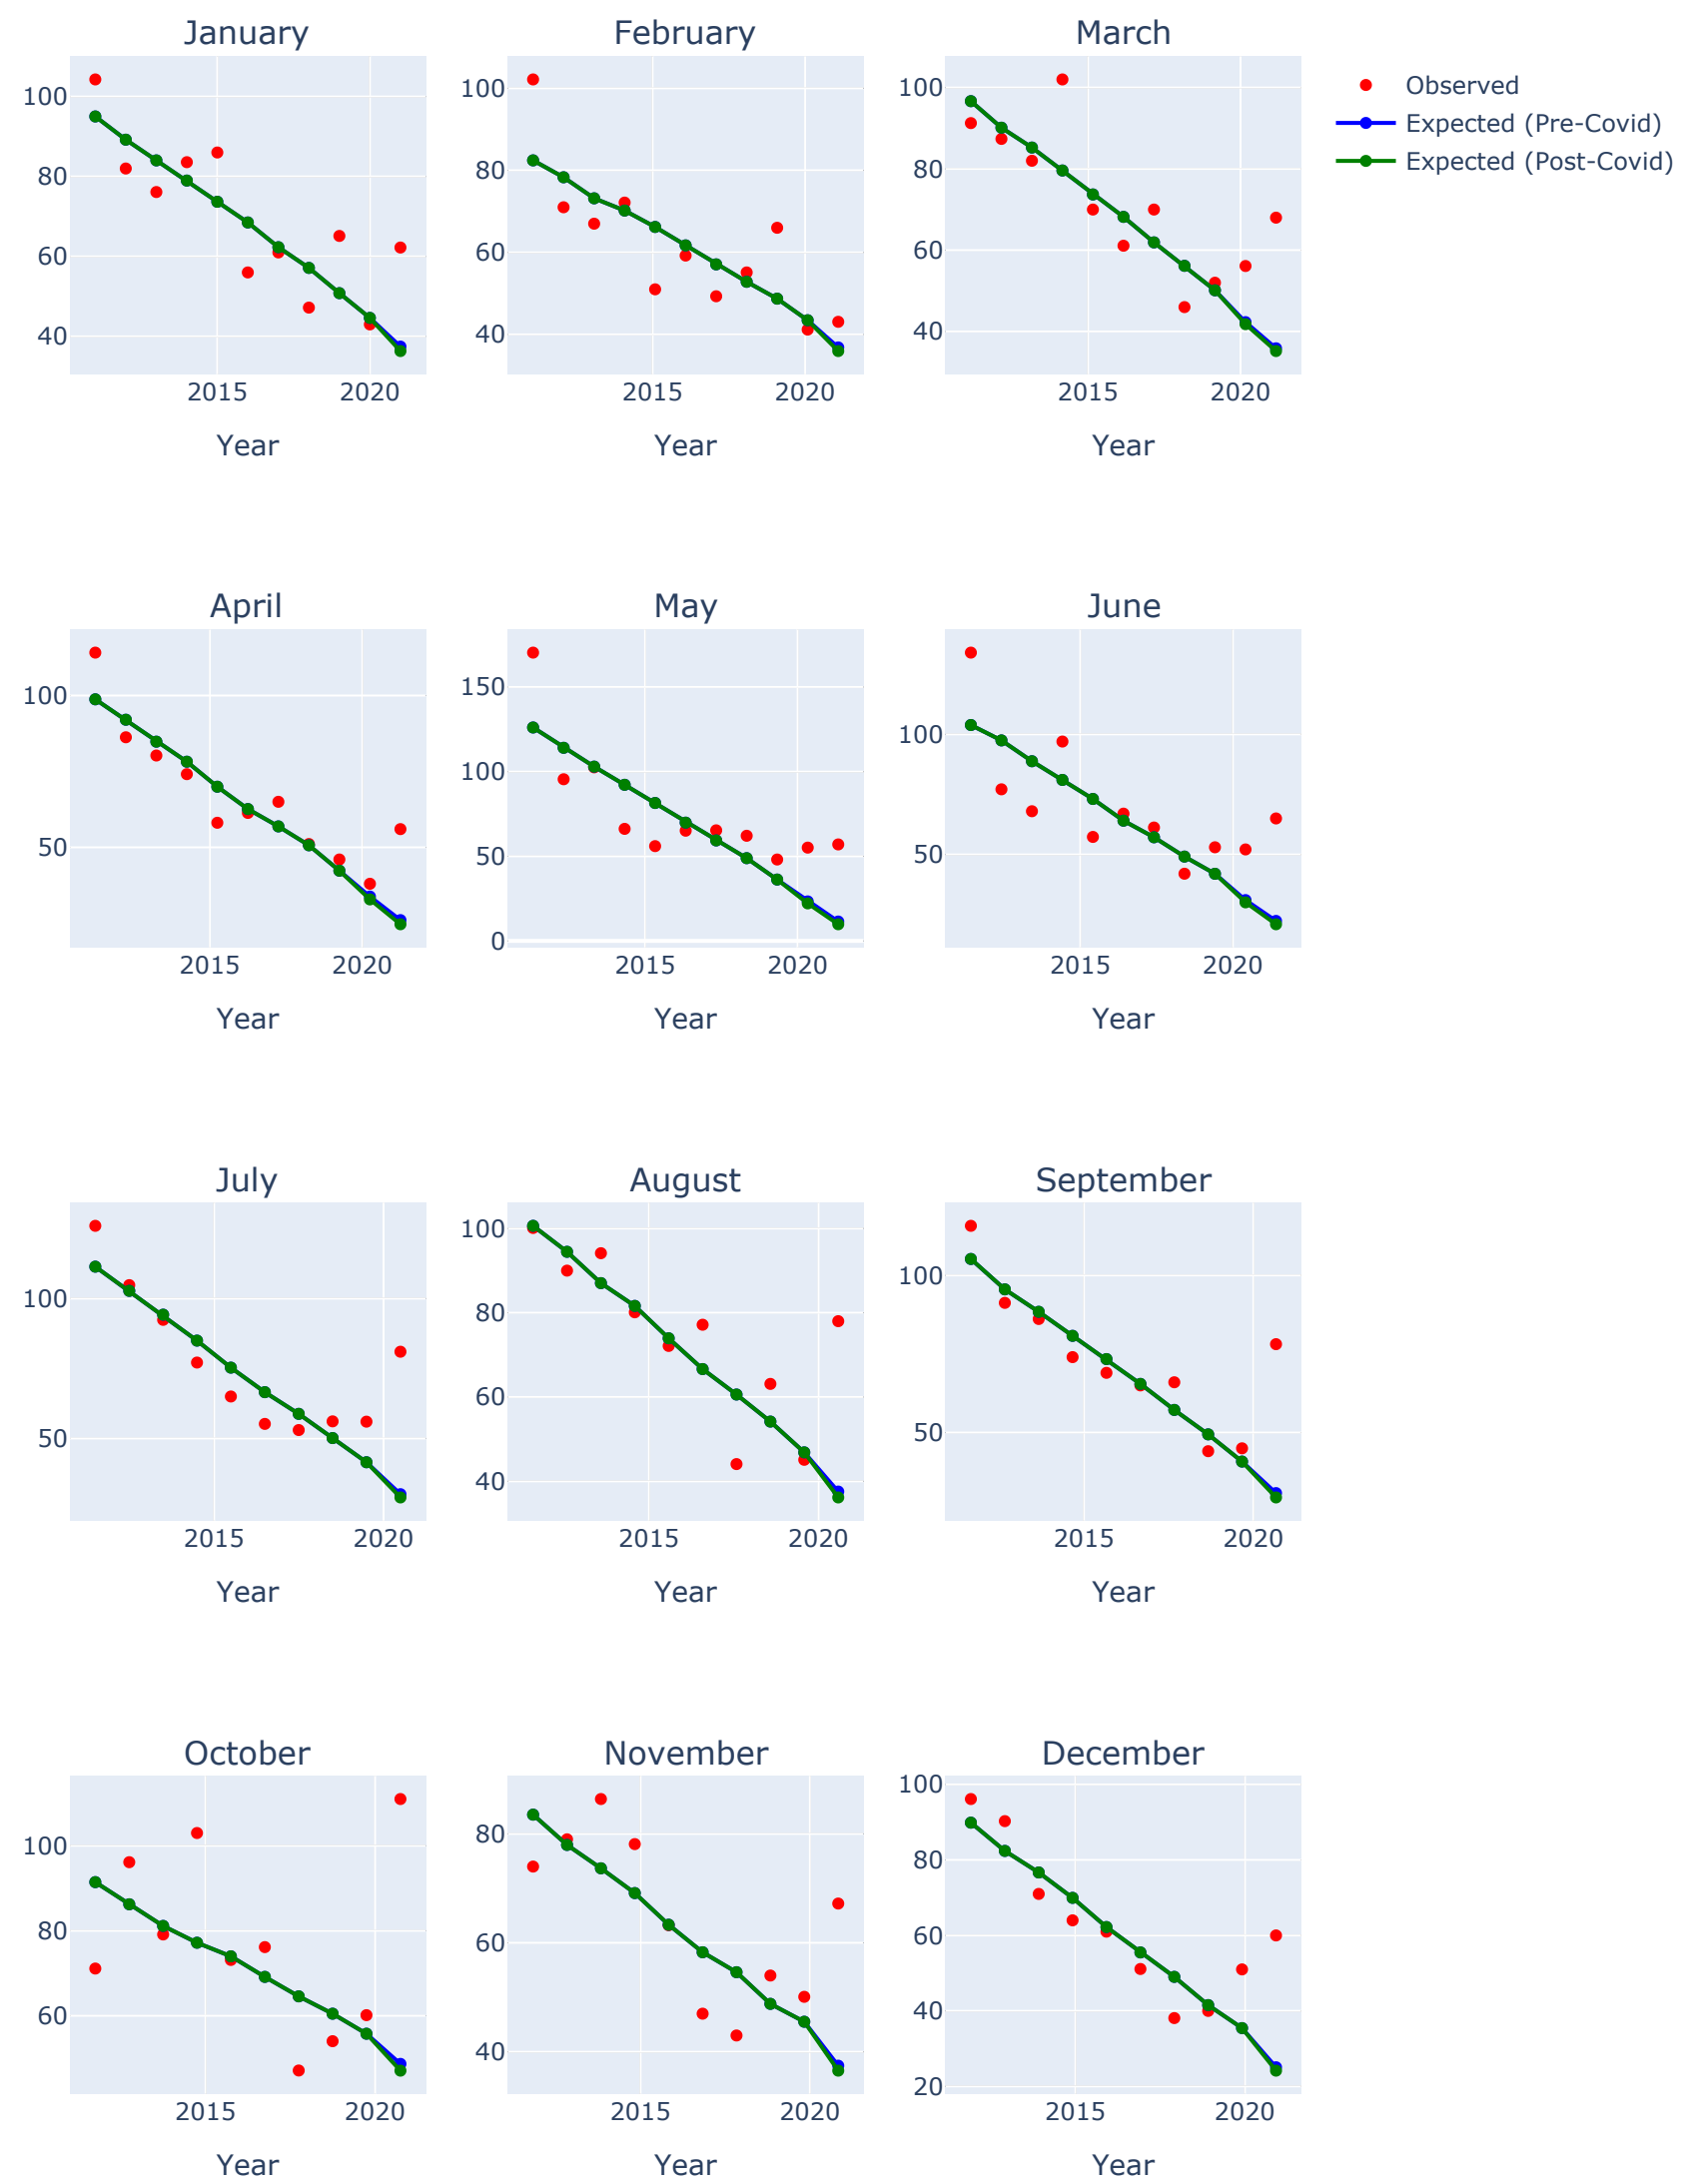 January
February
March
Observed
Expected (Pre-Covid)
Expected (Post-Covid)
100
80
60
40
2015
2020
Year
100
80
60
40
2015
2020
Year
100
80
60
40
2015
2020
Year
April
May
June
100
50
2015
2020
Year
150
100
50
0
2015
2020
Year
100
50
2015
2020
Year
July
August
September
100
50
2015
2020
Year
100
80
60
40
2015
2020
Year
100
50
2015
2020
Year
October
November
December
100
80
60
2015
2020
Year
80
60
40
2015
2020
Year
100
80
60
40
20
2015
2020
Year